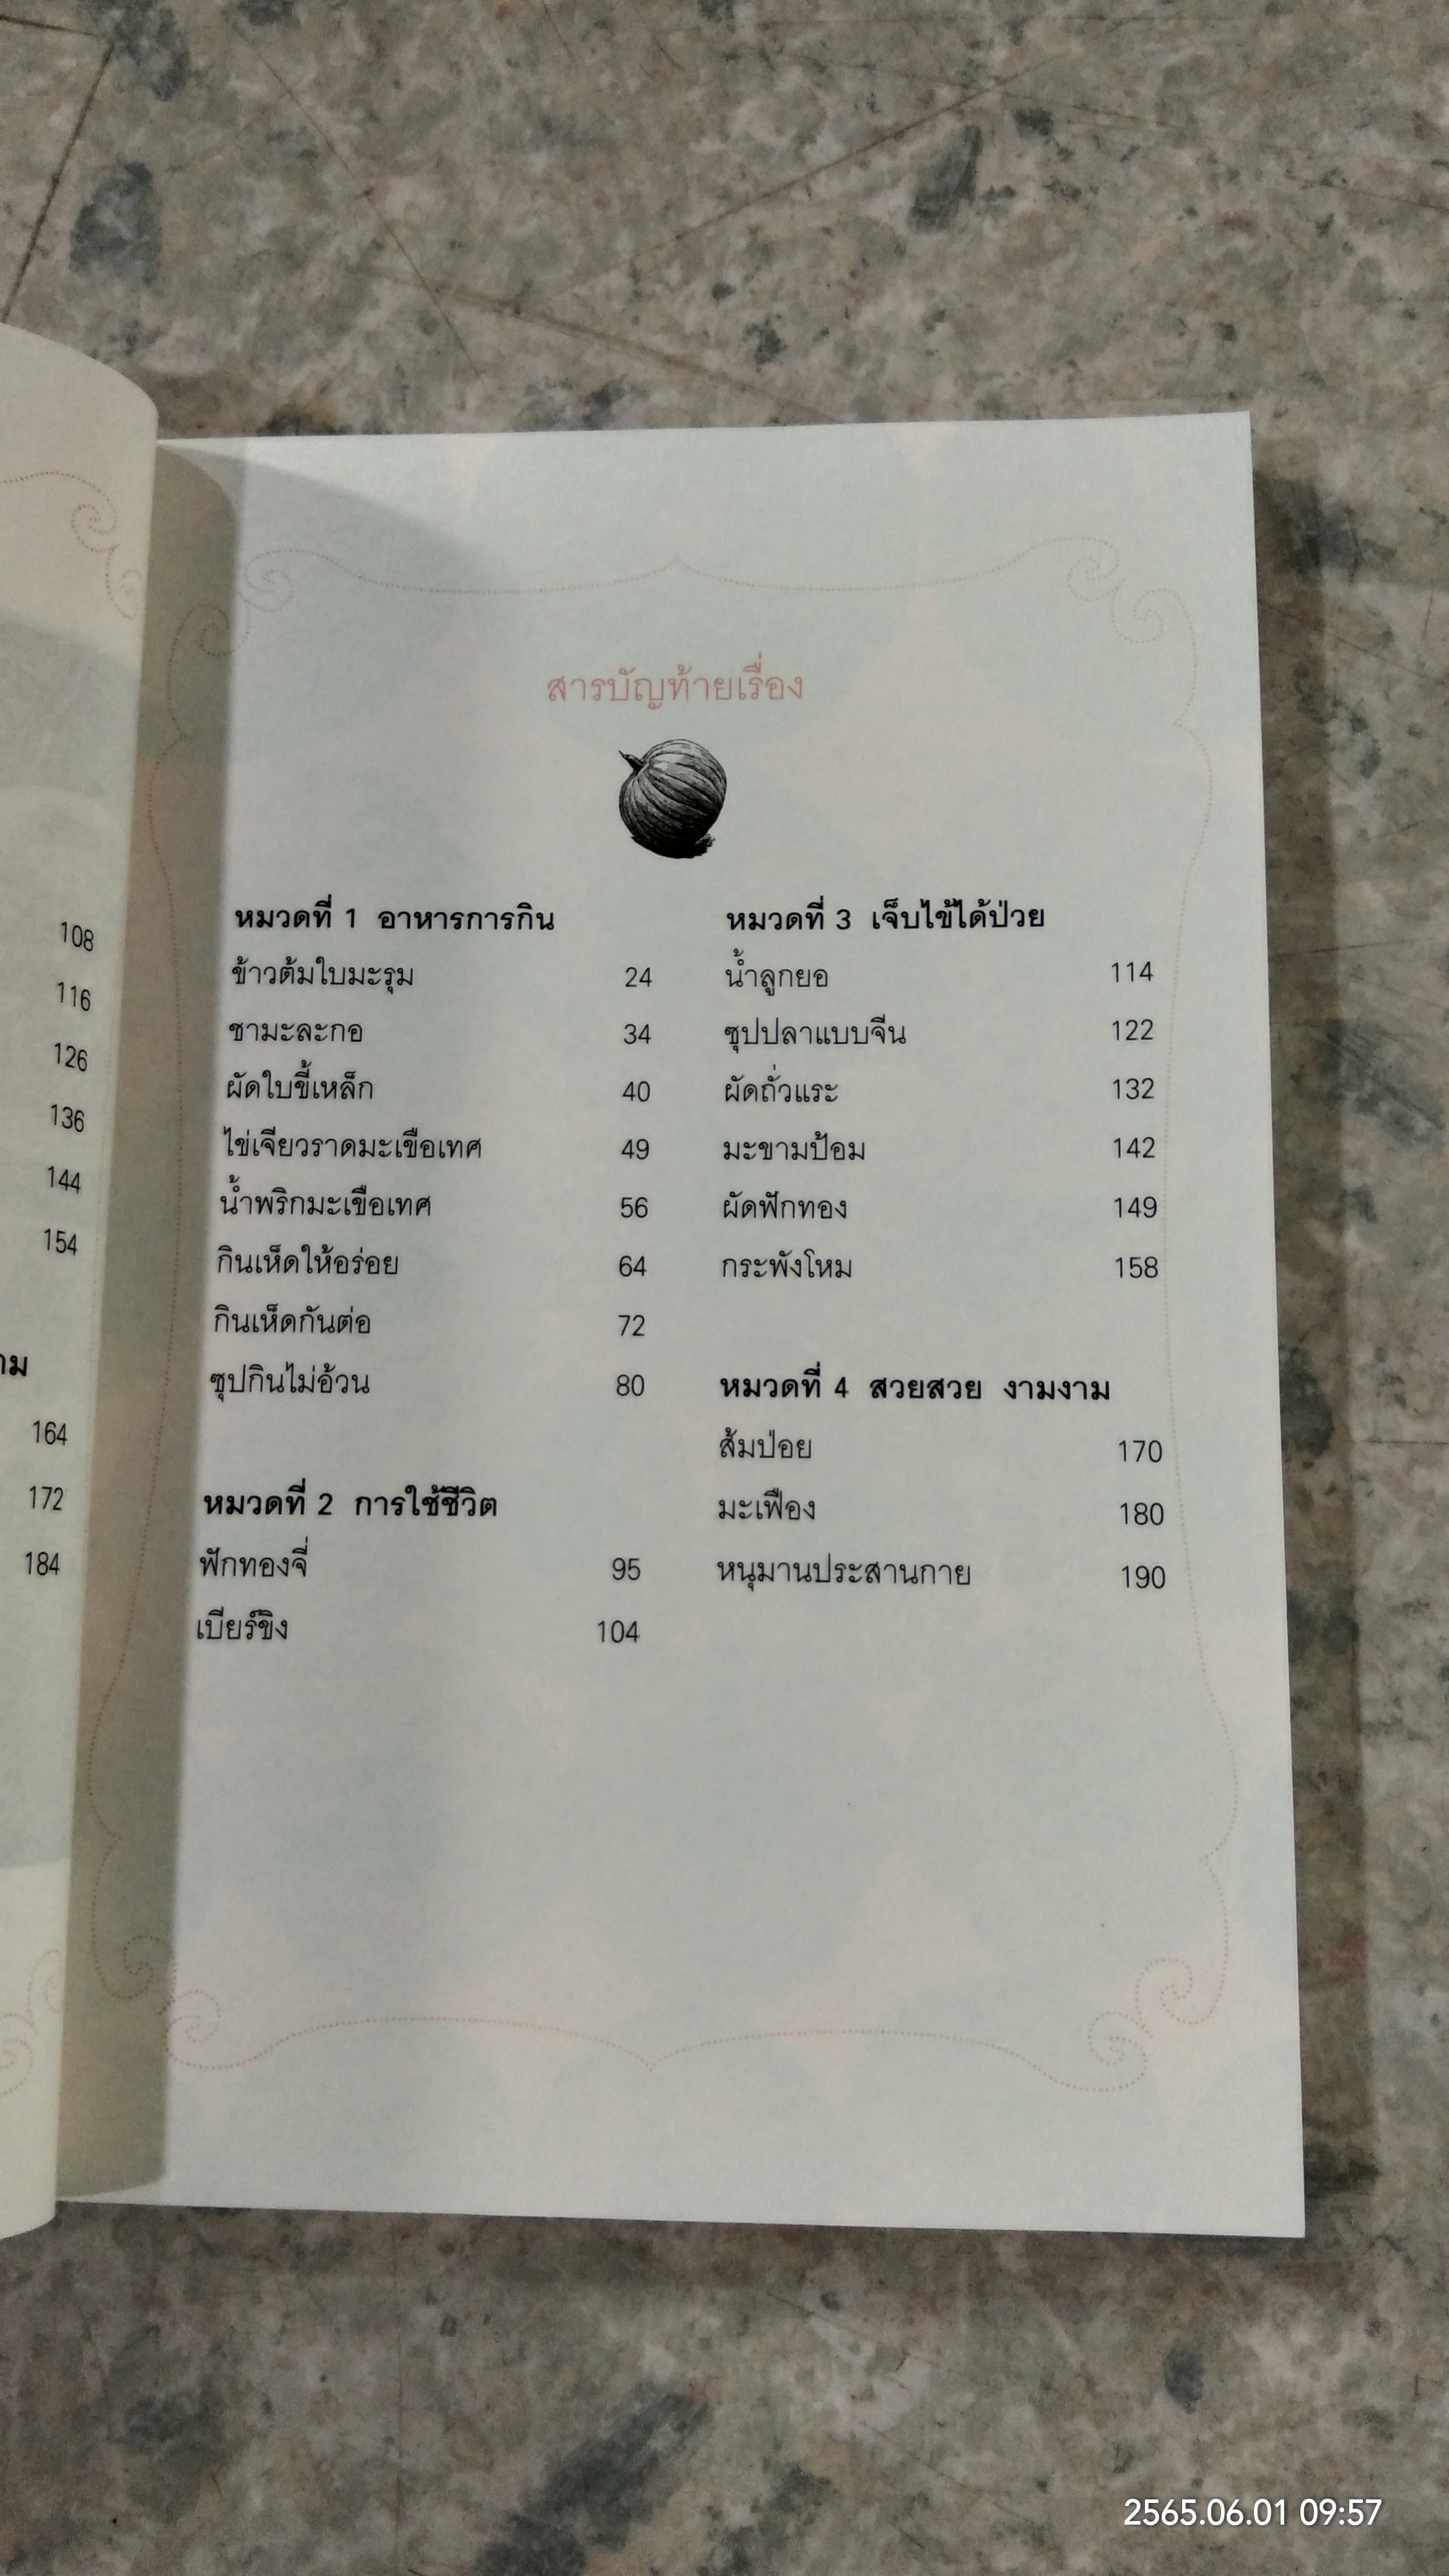 108
116
126
136
144
154
าม
164
172
184
สารบัญท้ายเรื่อง
หมวดที่ 1 อาหารการกิน
ข้าวต้มใบมะรุม 24
ชามะละกอ 34
ผัดใบขี้เหล็ก 40
ไข่เจียวราดมะเขือเทศ 49
น้ำพริกมะเขือเทศ 56
กินเห็ดให้อร่อย 64
กินเห็ดกันต่อ 72
ซุปกินไม่อ้วน 80
หมวดที่ 2 การใช้ชีวิต
ฟักทองจี่ 95
เบียร์ขิง 104
หมวดที่ 3 เจ็บไข้ได้ป่วย
น้ำลูกยอ 114
ซุปปลาแบบจีน 122
ผัดถั่วแระ 132
มะขามป้อม 142
ผัดฟักทอง 149
กระพังโหม 158
หมวดที่ 4 สวยสวย งามงาม
ส้มป่อย 170
มะเฟือง 180
หนุมานประสานกาย 190
2565.06.01 09:57